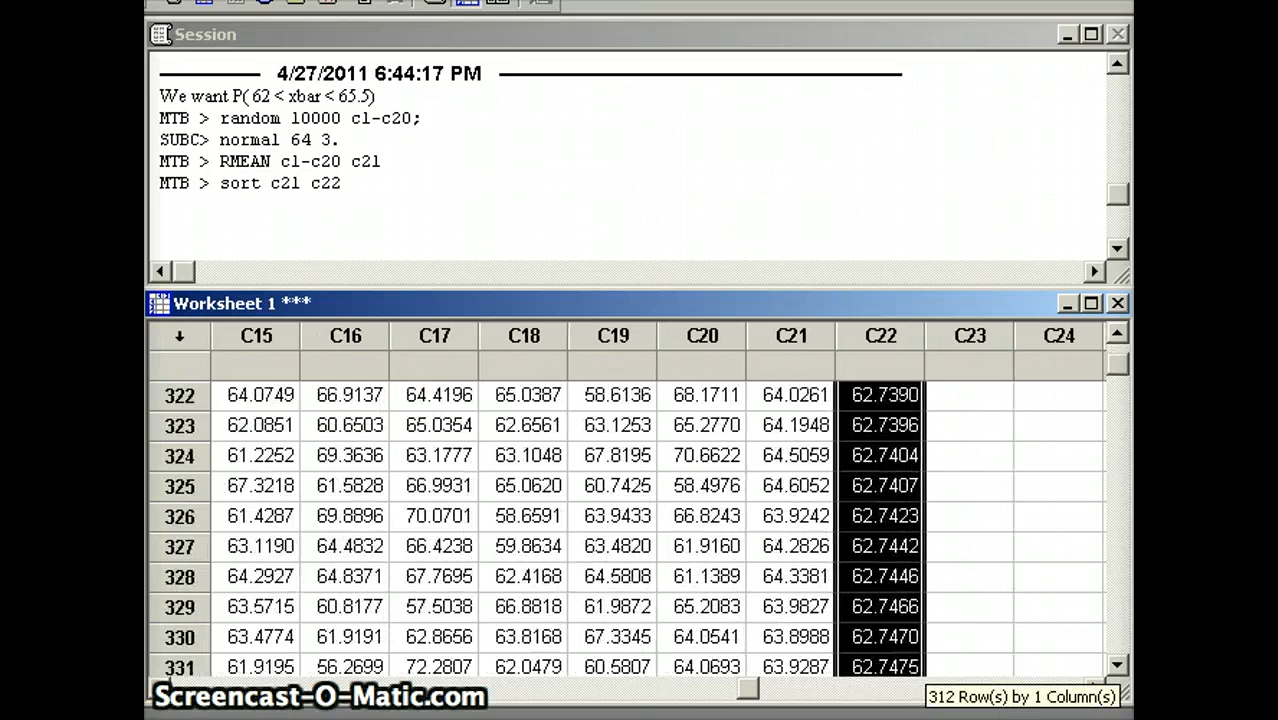 Session
4/27/2011 6:44:17 PM
We want P( 62 < xbar < 65.5)
MTB > random 10000 c1-c20;
SUBC> normal 64 3.
MTB > RMEAN c1-c20 c21
MTB > sort c21 c22
Worksheet 1 ***
C15 C16 C17 C18 C19 C20 C21 C22 C23 C24
322 64.0749 66.9137 64.4196 65.0387 58.6136 68.1711 64.0261 62.7390
323 62.0851 60.6503 65.0354 62.6561 63.1253 65.2770 64.1948 62.7396
324 61.2252 69.3636 63.1777 63.1048 67.8195 70.6622 64.5059 62.7404
325 67.3218 61.5828 66.9931 65.0620 60.7425 58.4976 64.6052 62.7407
326 61.4287 69.8896 70.0701 58.6591 63.9433 66.8243 63.9242 62.7423
327 63.1190 64.4832 66.4238 59.8634 63.4820 61.9160 64.2826 62.7442
328 64.2927 64.8371 67.7695 62.4168 64.5808 61.1389 64.3381 62.7446
329 63.5715 60.8177 57.5038 66.8818 61.9872 65.2083 63.9827 62.7466
330 63.4774 61.9191 62.8656 63.8168 67.3345 64.0541 63.8988 62.7470
331 61.9195 56.2699 72.2807 62.0479 60.5807 64.0693 63.9287 62.7475
Screencast-O-Matic.com
312 Row(s) by 1 Column(s)